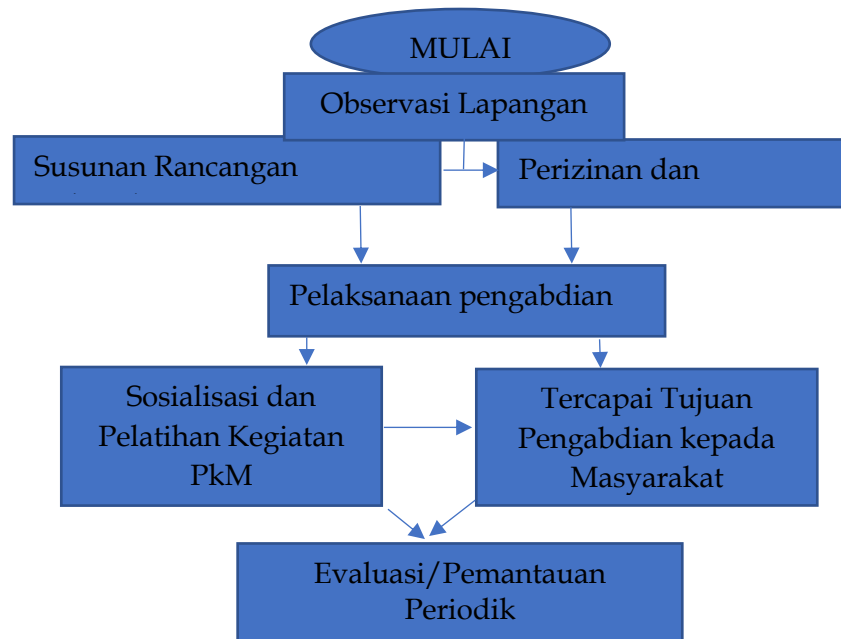 MULAI
Observasi Lapangan
Susunan Rancangan
Perizinan dan
Pelaksanaan pengabdian
Sosialisasi dan
Pelatihan Kegiatan
PkM
Tercapai Tujuan
Pengabdian kepada
Masyarakat
Evaluasi/Pemantauan
Periodik